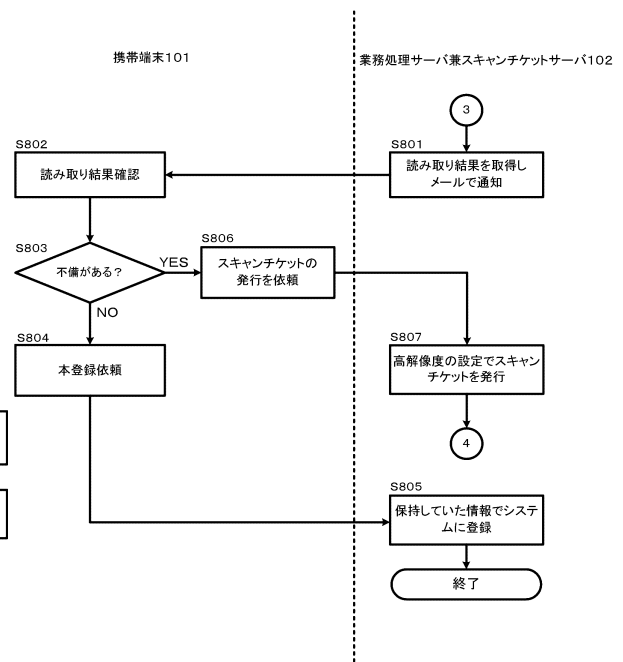 携帯端末101
業務処理サーバ兼スキャンチケットサーバ102
3
S801
読み取り結果を取得し
メールで通知
S802
読み取り結果確認
S803
不備がある？
YES
NO
S806
スキャンチケットの
発行を依頼
S804
本登録依頼
S807
高解像度の設定でスキャン
チケットを発行
4
S805
保持していた情報でシステ
ムに登録
終了